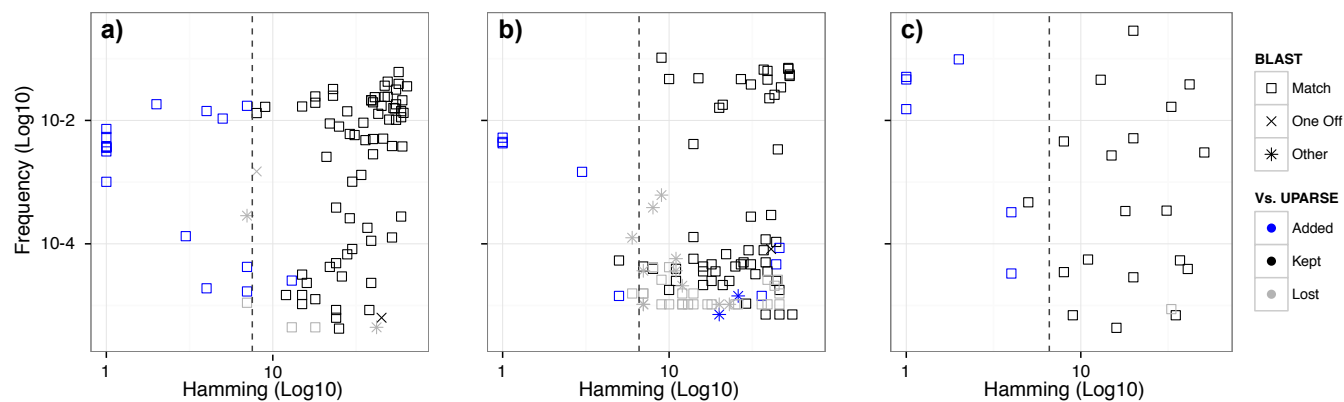 a)
b)
c)
Frequency (Log10)
10-2
10-4
1
10
Hamming (Log10)
1
10
Hamming (Log10)
1
10
Hamming (Log10)
BLAST
Match
One Off
Other
Vs. UPARSE
Added
Kept
Lost